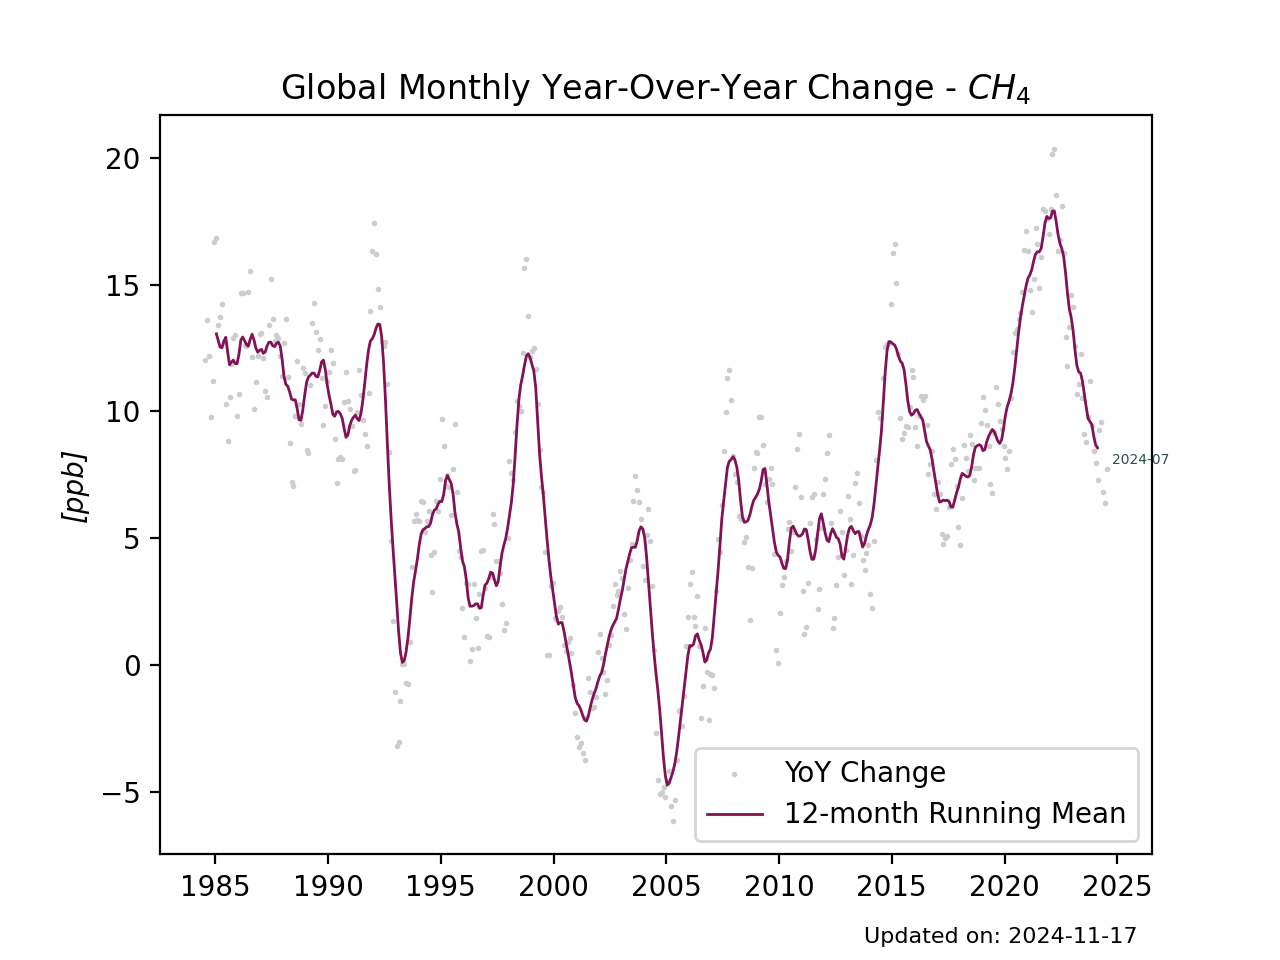 Global Monthly Year-Over-Year Change - CH₄
[ppb]
20
15
10
5
0
−5
2024-07
YoY Change
12-month Running Mean
1985 1990 1995 2000 2005 2010 2015 2020 2025
Updated on: 2024-11-17